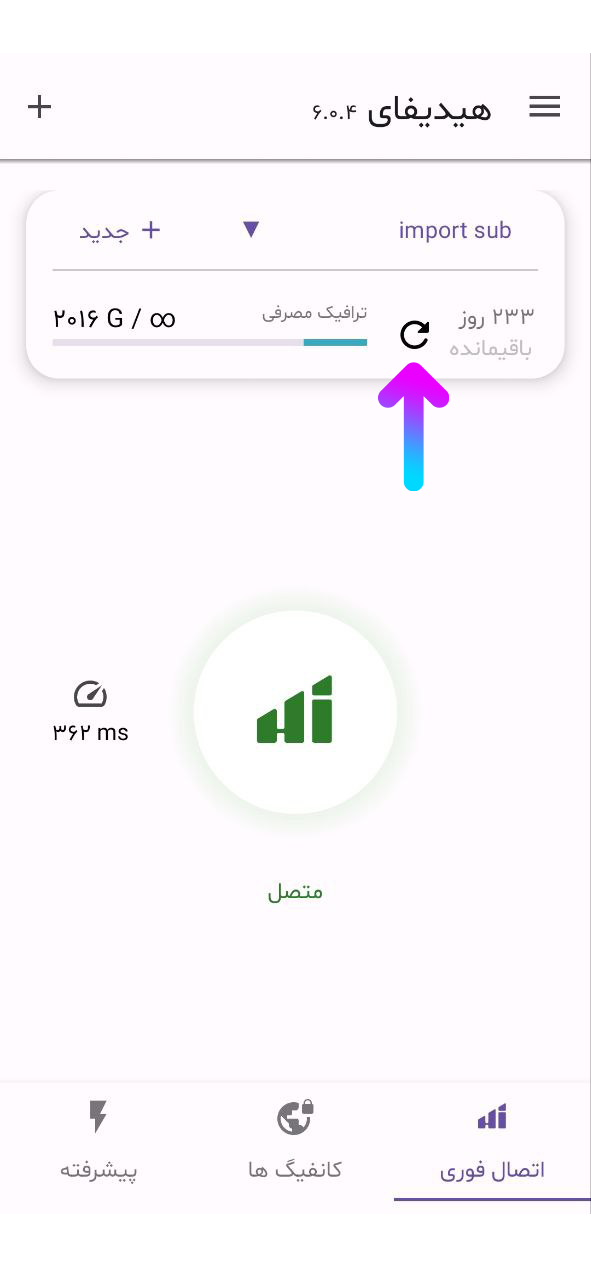 هیدیفای ۶.۰.۴
import sub
+ جدید
۲۳۳ روز
باقیمانده
ترافیک مصرفی
۲۰۱۶ G / ∞
۳۶۲ ms
متصل
اتصال فوری
کانفیگ ها
پیشرفته